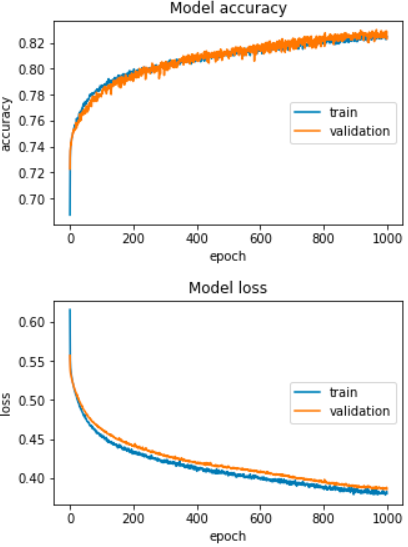 Model accuracy
0.82
0.80
0.78
0.76
0.74
0.72
0.70
accuracy
train
validation
0 200 400 600 800 1000
epoch
Model loss
0.60
0.55
0.50
0.45
0.40
loss
train
validation
0 200 400 600 800 1000
epoch